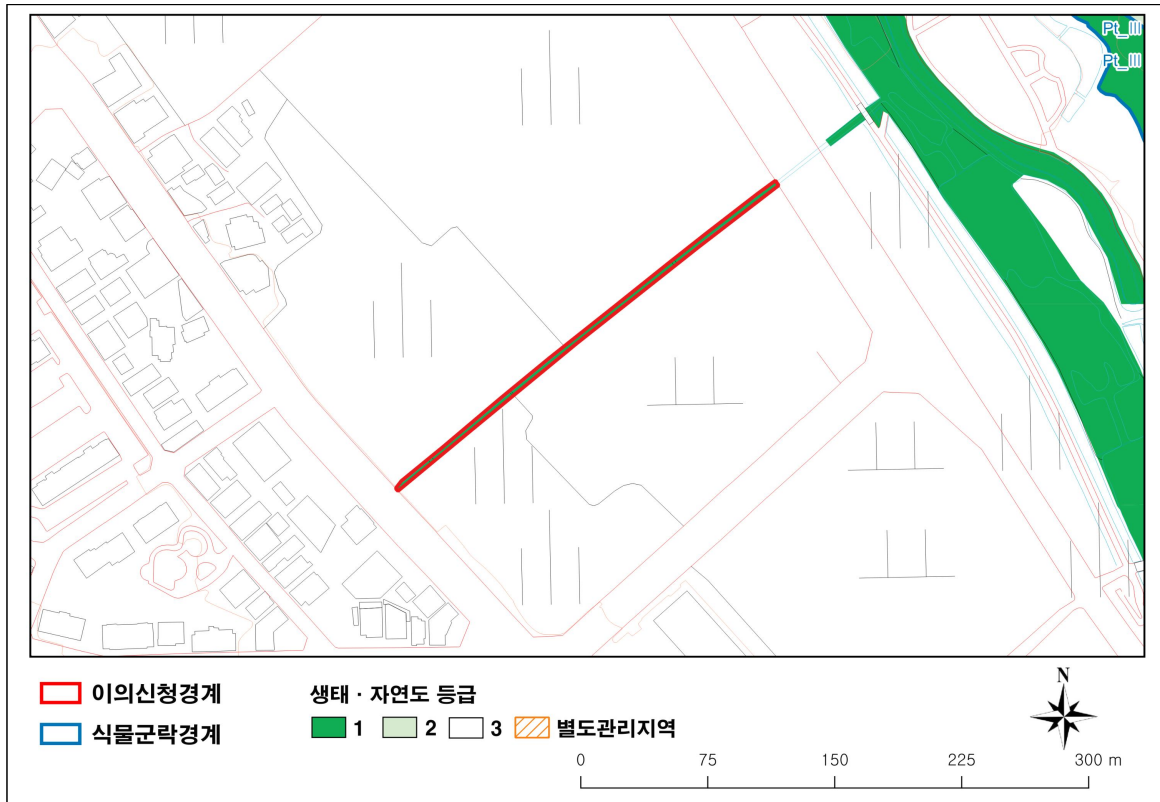 Pt_III
Pt_III
이의신청경계
식물군락경계
생태 · 자연도 등급
1 2 3 별도관리지역
N
0 75 150 225 300 m